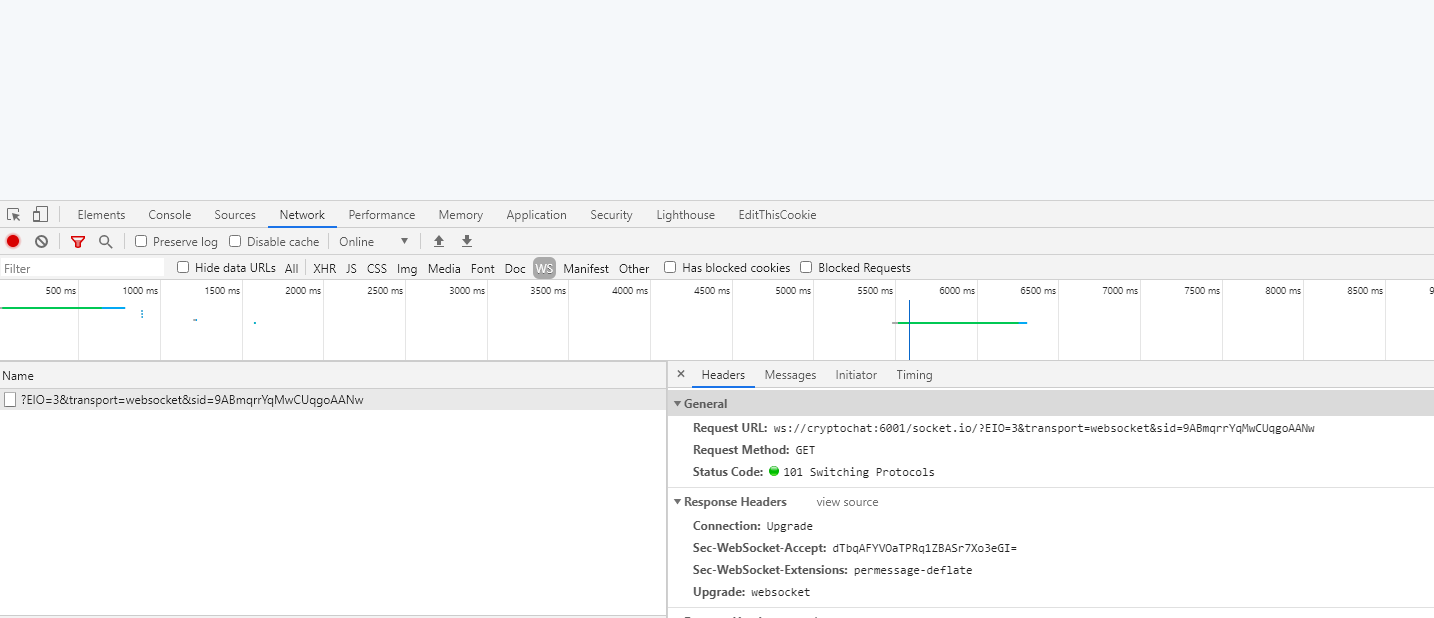 Elements Console Sources Network Performance Memory Application Security Lighthouse EditThisCookie
Preserve log Disable cache Online
Filter Hide data URLs All XHR JS CSS Img Media Font Doc WS Manifest Other Has blocked cookies Blocked Requests
500 ms 1000 ms 1500 ms 2000 ms 2500 ms 3000 ms 3500 ms 4000 ms 4500 ms 5000 ms 5500 ms 6000 ms 6500 ms 7000 ms 7500 ms 8000 ms 8500 ms
Name
?EIO=3&transport=websocket&sid=9ABmqrrYqMwCUqgoAANw
Headers Messages Initiator Timing
General
Request URL: ws://cryptochat:6001/socket.io/?EIO=3&transport=websocket&sid=9ABmqrrYqMwCUqgoAANw
Request Method: GET
Status Code: 101 Switching Protocols
Response Headers view source
Connection: Upgrade
Sec-WebSocket-Accept: dTbqAFYVOaTPRq1ZBASr7Xo3eGI=
Sec-WebSocket-Extensions: permessage-deflate
Upgrade: websocket